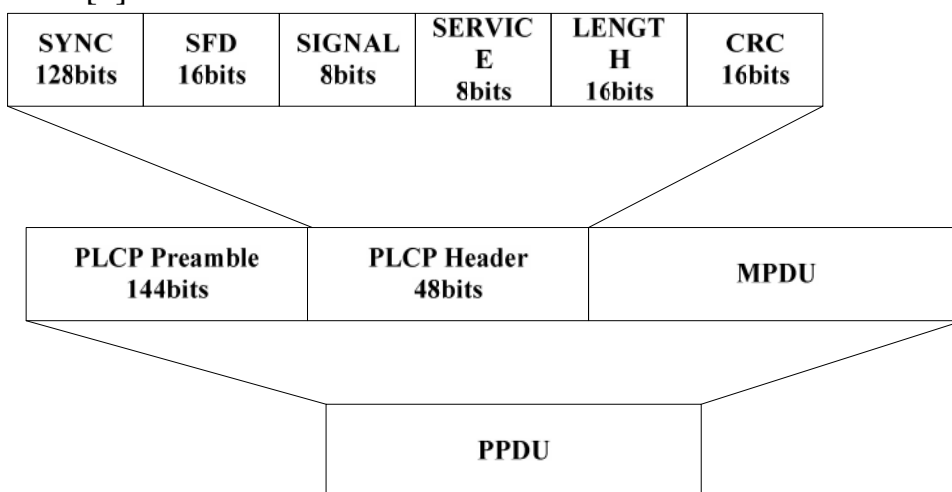 SYNC
128bits
SFD
16bits
SIGNAL
8bits
SERVIC
E
8bits
LENGT
H
16bits
CRC
16bits
PLCP Preamble
144bits
PLCP Header
48bits
MPDU
PPDU